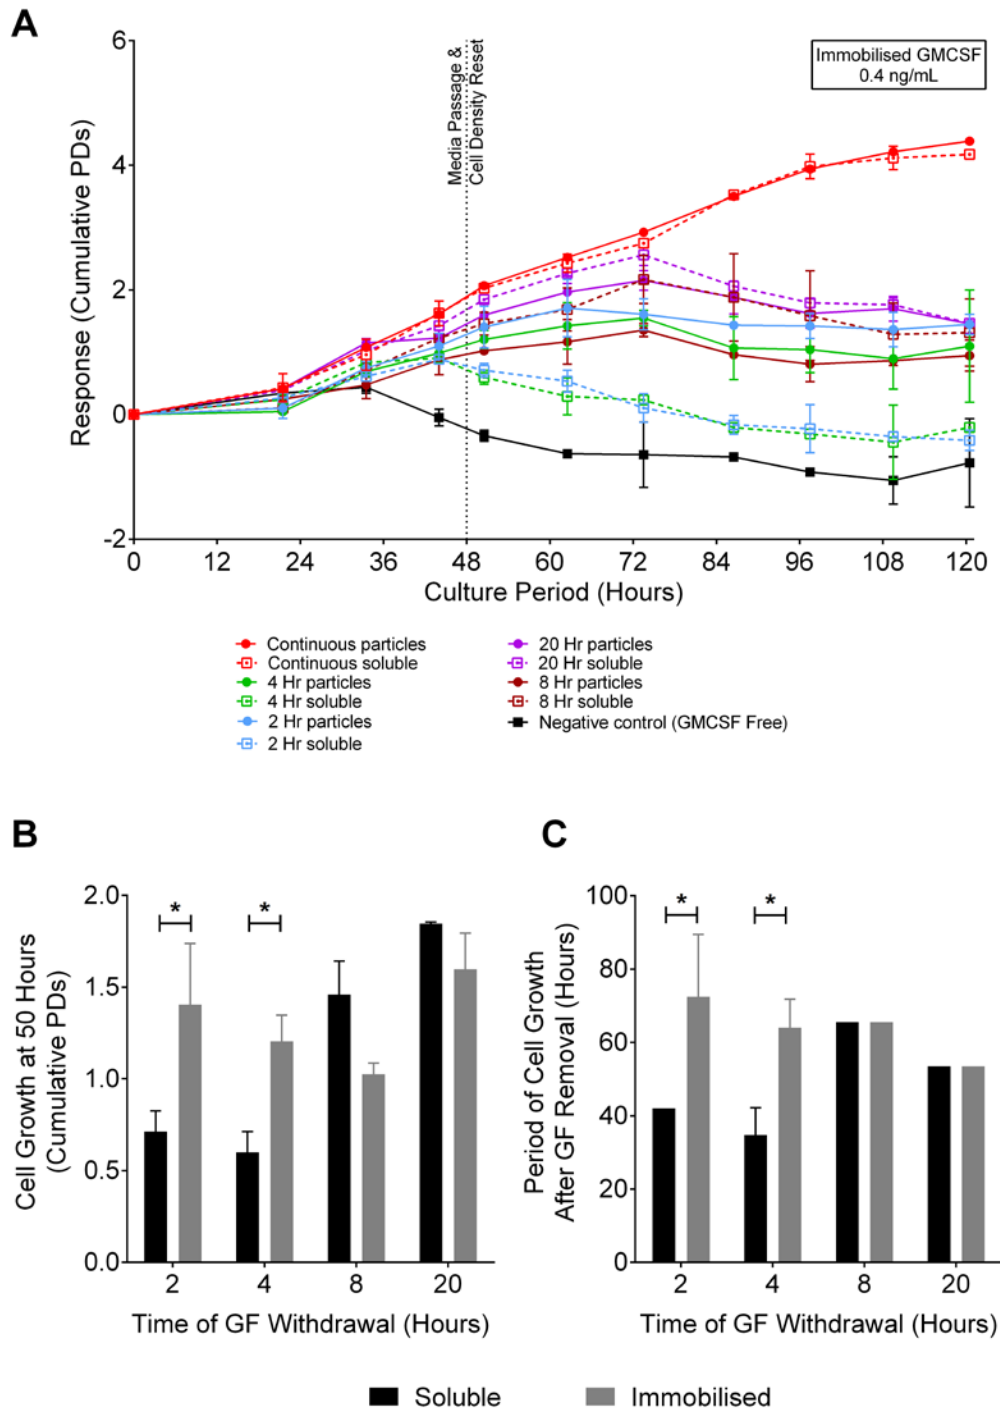 A
6
4
2
0
-2
Response (Cumulative PDs)
Media Passage &
Cell Density Reset
Immobilised GMCSF
0.4 ng/mL
0 12 24 36 48 60 72 84 96 108 120
Culture Period (Hours)
Continuous particles
Continuous soluble
4 Hr particles
4 Hr soluble
2 Hr particles
2 Hr soluble
20 Hr particles
20 Hr soluble
8 Hr particles
8 Hr soluble
Negative control (GMCSF Free)
B
Cell Growth at 50 Hours
(Cumulative PDs)
2.0
1.5
1.0
0.5
0.0
* *
2 4 8 20
Time of GF Withdrawal (Hours)
C
Period of Cell Growth
After GF Removal (Hours)
100
80
60
40
20
0
* *
2 4 8 20
Time of GF Withdrawal (Hours)
Soluble Immobilised